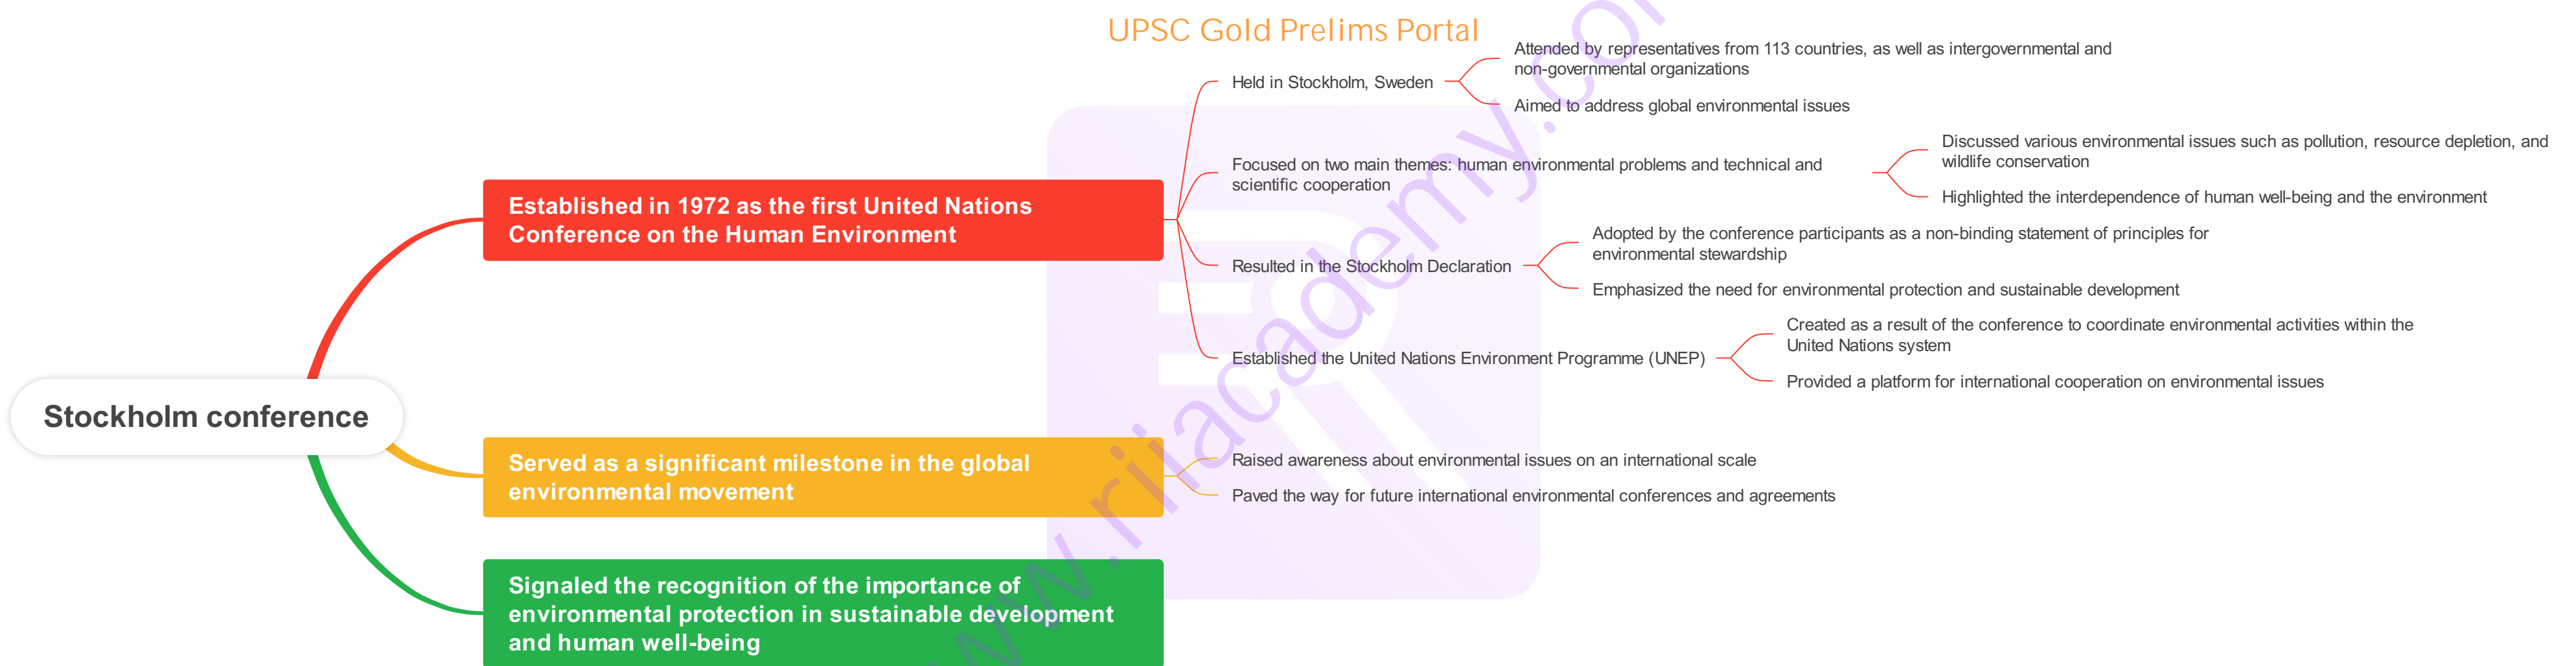 UPSC Gold Prelims Portal
Stockholm conference
Established in 1972 as the first United Nations
Conference on the Human Environment
Held in Stockholm, Sweden
Attended by representatives from 113 countries, as well as intergovernmental and
non-governmental organizations
Aimed to address global environmental issues
Focused on two main themes: human environmental problems and technical and
scientific cooperation
Discussed various environmental issues such as pollution, resource depletion, and
wildlife conservation
Highlighted the interdependence of human well-being and the environment
Resulted in the Stockholm Declaration
Adopted by the conference participants as a non-binding statement of principles for
environmental stewardship
Emphasized the need for environmental protection and sustainable development
Established the United Nations Environment Programme (UNEP)
Created as a result of the conference to coordinate environmental activities within the
United Nations system
Provided a platform for international cooperation on environmental issues
Served as a significant milestone in the global
environmental movement
Raised awareness about environmental issues on an international scale
Paved the way for future international environmental conferences and agreements
Signaled the recognition of the importance of
environmental protection in sustainable development
and human well-being